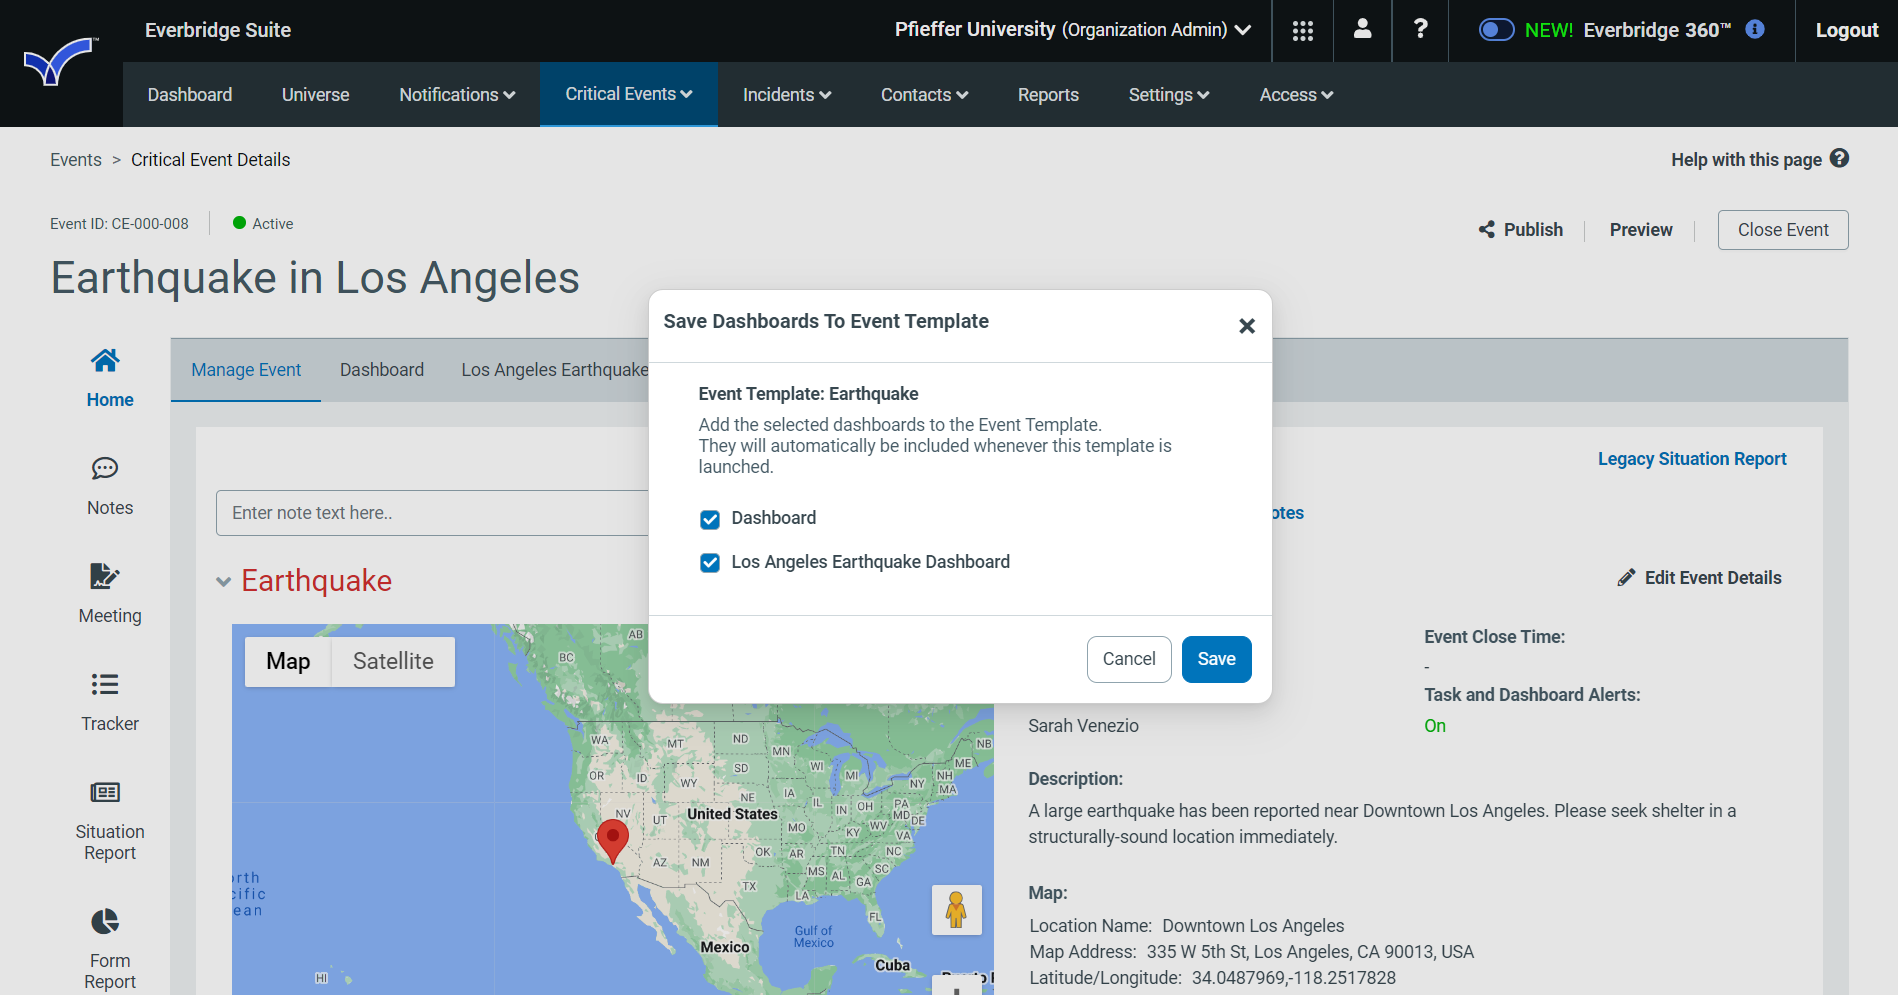 Everbridge Suite
Pfieffer University (Organization Admin)
?
NEW! Everbridge 360™
Logout
Dashboard
Universe
Notifications
Critical Events
Incidents
Contacts
Reports
Settings
Access
Events > Critical Event Details
Help with this page
Event ID: CE-000-008
Active
Publish
Preview
Close Event
Earthquake in Los Angeles
Home
Notes
Meeting
Tracker
Situation
Report
Form
Report
Manage Event
Dashboard
Los Angeles Earthquake
Legacy Situation Report
Enter note text here..
otes
Earthquake
Edit Event Details
Save Dashboards To Event Template
Event Template: Earthquake
Add the selected dashboards to the Event Template.
They will automatically be included whenever this template is
launched.
Dashboard
Los Angeles Earthquake Dashboard
Cancel
Save
Map
Satellite
AB
BC
WA
MT
ND
MN
NB
OR
ID
SD
WI
MI
ME
NH
WY
NY
MA
NE
IA
IL
IN
OH
PA
NV
UT
United States
MD
DE
MO
KY
WV
VA
AZ
NM
OK
AR
TN
NC
MS
AL
SC
TX
GA
LA
FL
orth
cific
ean
Gulf of
Mexico
Mexico
Cuba
HI
Event Close Time:
-
Task and Dashboard Alerts:
On
Sarah Venezio
Description:
A large earthquake has been reported near Downtown Los Angeles. Please seek shelter in a
structurally-sound location immediately.
Map:
Location Name: Downtown Los Angeles
Map Address: 335 W 5th St, Los Angeles, CA 90013, USA
Latitude/Longitude: 34.0487969,-118.2517828